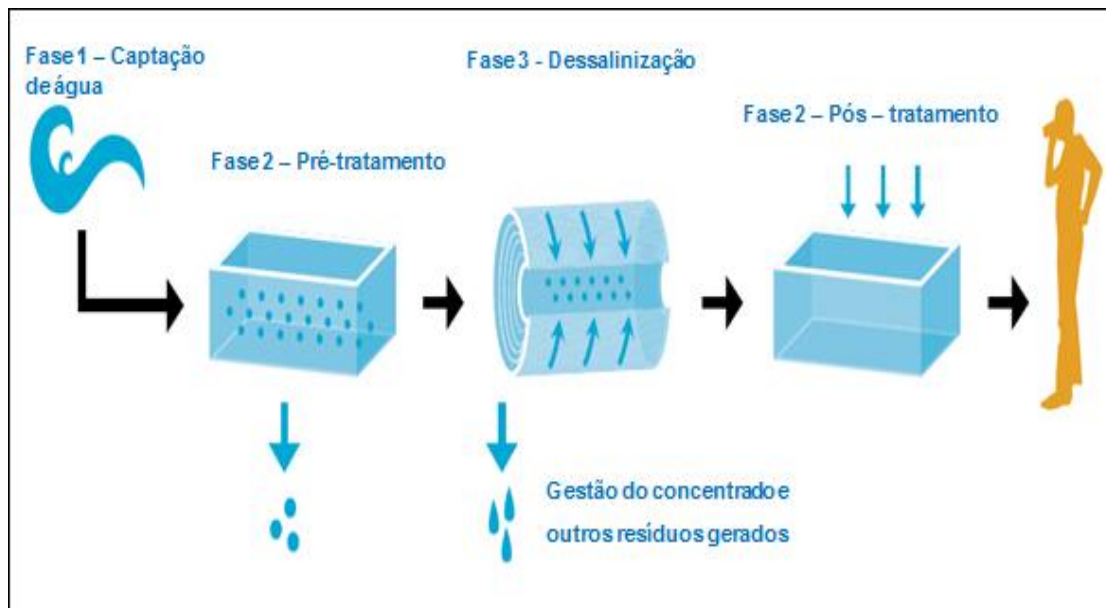 Fase 1 – Captação
de água
Fase 2 – Pré-tratamento
Fase 3 - Dessalinização
Fase 2 – Pós – tratamento
Gestão do concentrado e
outros resíduos gerados